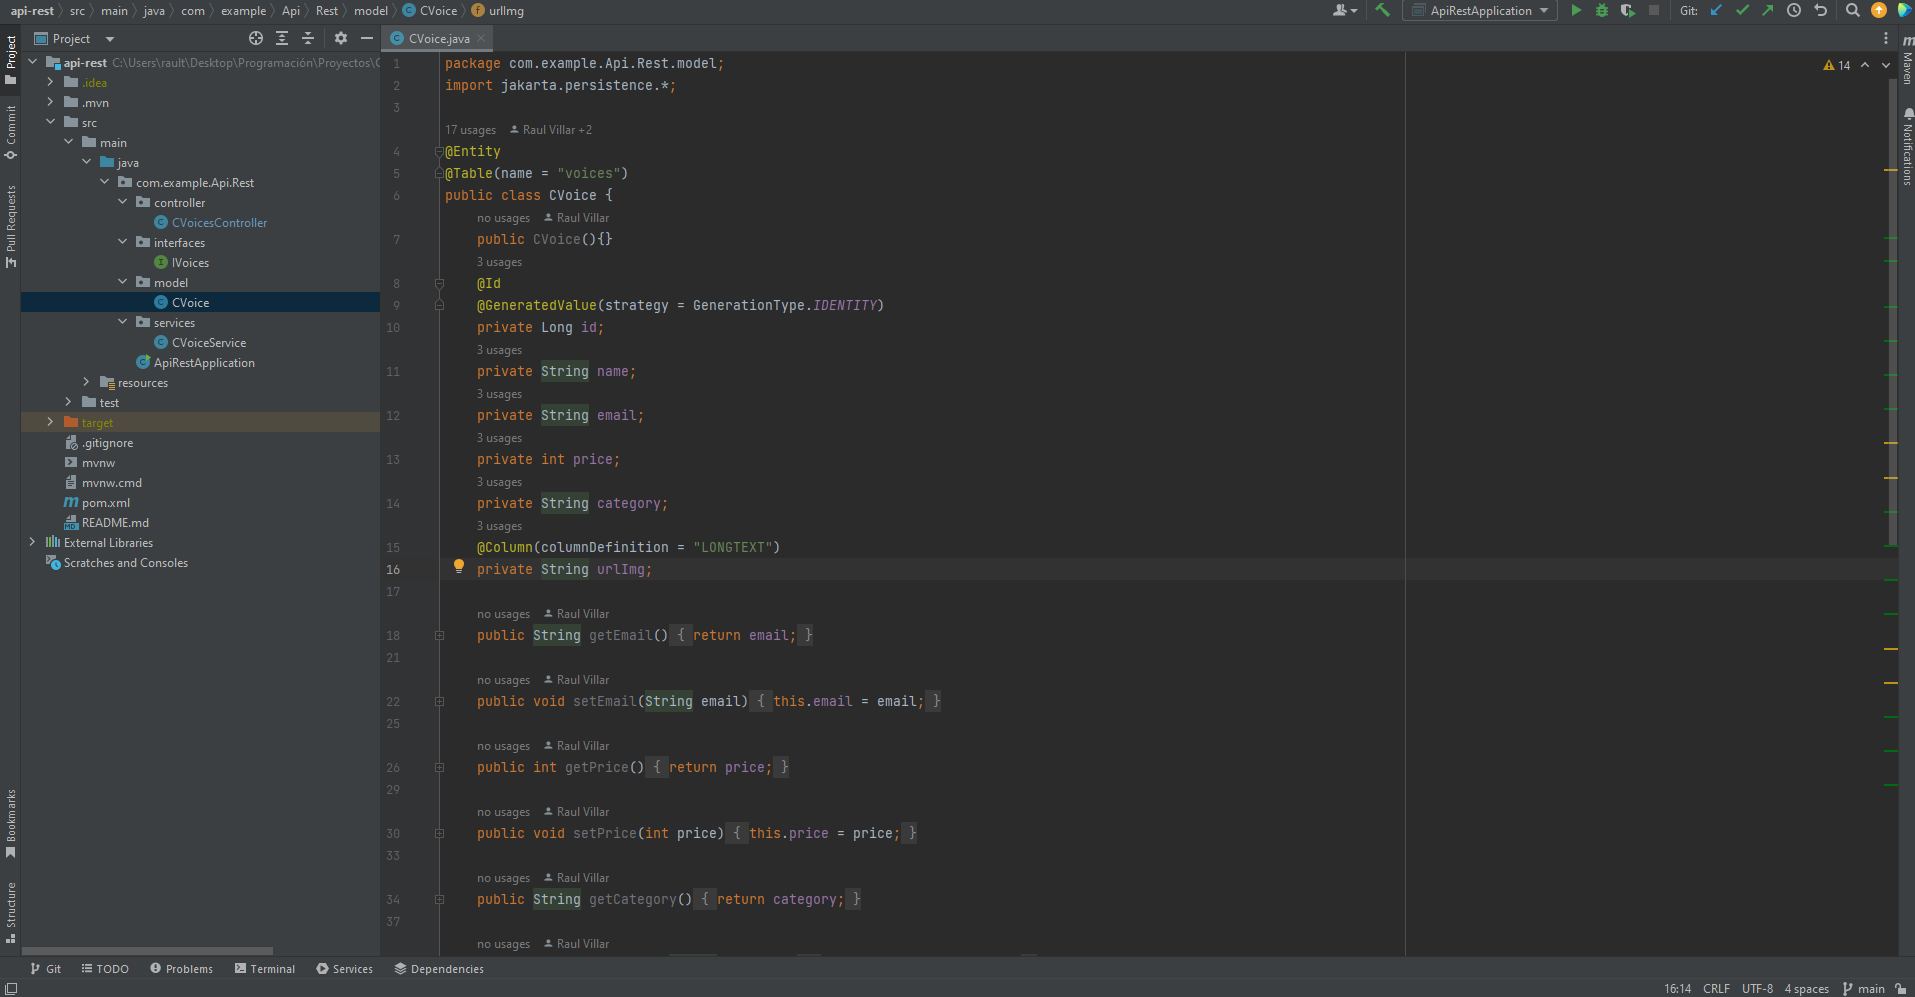 api-rest > src > main > java > com > example > Api > Rest > model > CVoice > urlImg
ApiRestApplication
Git:
Project
CVoice.java
Project
Commit
Pull Requests
Bookmarks
Structure
api-rest C:\Users\rault\Desktop\Programación\Proyectos\
.idea
.mvn
src
main
java
com.example.Api.Rest
controller
CVoicesController
interfaces
IVoices
model
CVoice
services
CVoiceService
ApiRestApplication
resources
test
target
.gitignore
mvnw
mvnw.cmd
pom.xml
README.md
External Libraries
Scratches and Consoles
1 package com.example.Api.Rest.model;
2 import jakarta.persistence.*;
3
17 usages Raul Villar +2
4 @Entity
5 @Table(name = "voices")
6 public class CVoice {
no usages Raul Villar
7 public CVoice(){}
3 usages
8 @Id
9 @GeneratedValue(strategy = GenerationType.IDENTITY)
10 private Long id;
3 usages
11 private String name;
3 usages
12 private String email;
3 usages
13 private int price;
3 usages
14 private String category;
3 usages
15 @Column(columnDefinition = "LONGTEXT")
16 private String urlImg;
17
no usages Raul Villar
18 public String getEmail() { return email; }
21
no usages Raul Villar
22 public void setEmail(String email) { this.email = email; }
25
no usages Raul Villar
26 public int getPrice() { return price; }
29
no usages Raul Villar
30 public void setPrice(int price) { this.price = price; }
33
no usages Raul Villar
34 public String getCategory() { return category; }
37
no usages Raul Villar
14
m
Maven
Notifications
Git TODO Problems Terminal Services Dependencies
16:14 CRLF UTF-8 4 spaces main